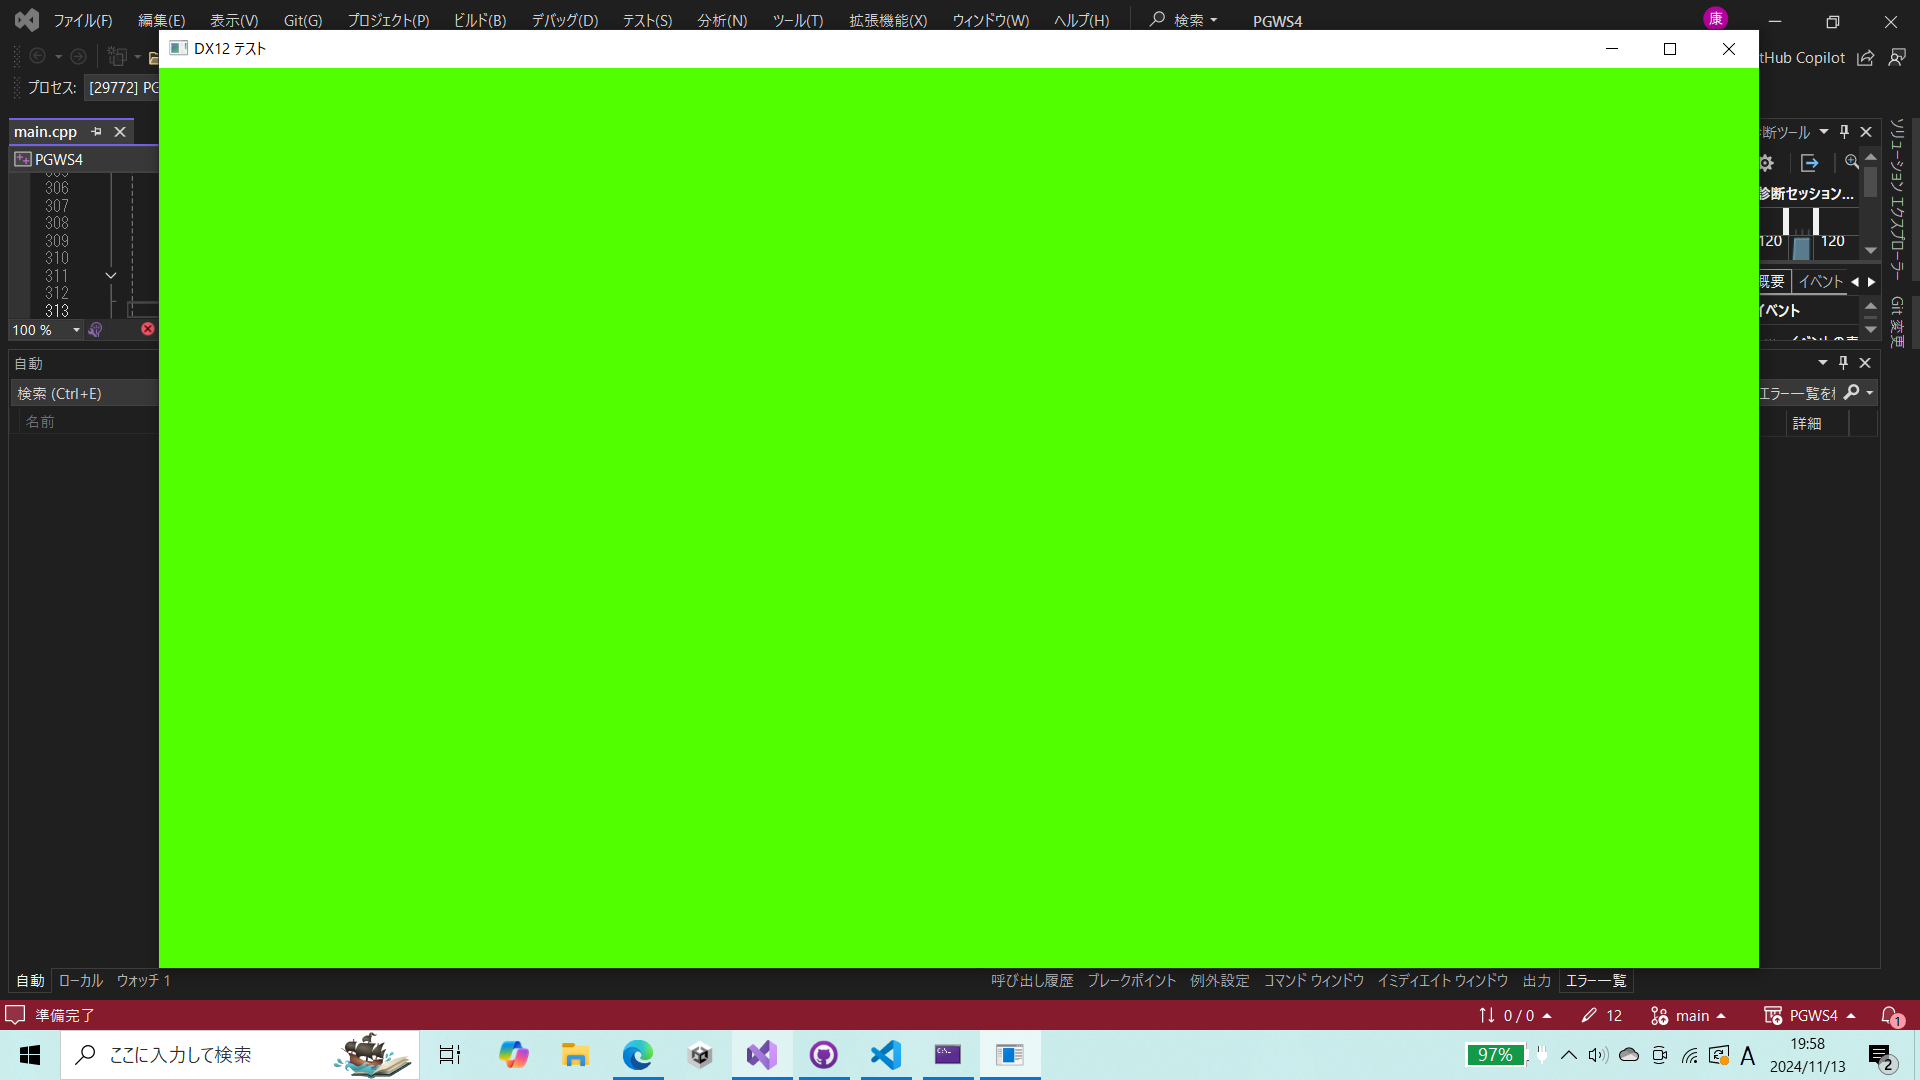 ファイル(F) 編集(E) 表示(V) Git(G) プロジェクト(P) ビルド(B) デバッグ(D) テスト(S) 分析(N) ツール(T) 拡張機能(X) ウィンドウ(W) ヘルプ(H) 検索 PGWS4 康
DX12 テスト
tHub Copilot
プロセス: [29772] PG
main.cpp
断ツール
PGWS4
306
307
308
309
310
311
312
313
診断セッション...
120 120
概要 イベント
イベント
100 %
ソリューション エクスプローラー
Git 変更
自動
検索 (Ctrl+E)
エラー一覧を
名前
詳細
自動 ローカル ウォッチ 1
呼び出し履歴 ブレークポイント 例外設定 コマンド ウィンドウ イミディエイト ウィンドウ 出力 エラー一覧
準備完了
0 / 0 12 main PGWS4 1
ここに入力して検索
97%
A
19:58
2024/11/13
2